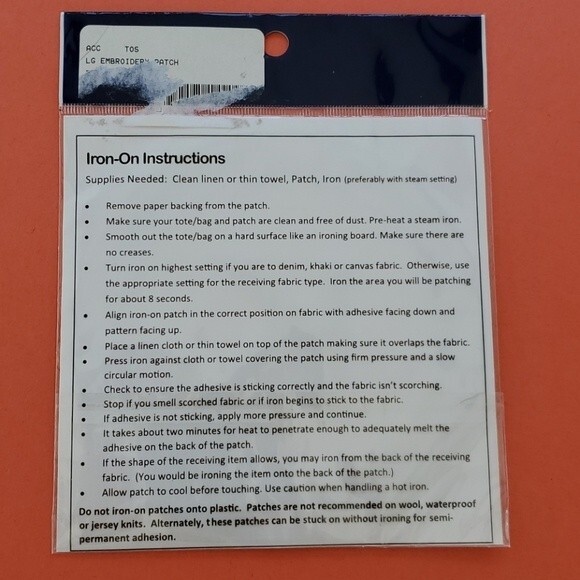 ACC TOS
LG EMBROIDERY PATCH
Iron-On Instructions
Supplies Needed: Clean linen or thin towel, Patch, Iron (preferably with steam setting)
• Remove paper backing from the patch.
• Make sure your tote/bag and patch are clean and free of dust. Pre-heat a steam iron.
• Smooth out the tote/bag on a hard surface like an ironing board. Make sure there are
no creases.
• Turn iron on highest setting if you are to denim, khaki or canvas fabric. Otherwise, use
the appropriate setting for the receiving fabric type. Iron the area you will be patching
for about 8 seconds.
• Align iron-on patch in the correct position on fabric with adhesive facing down and
pattern facing up.
• Place a linen cloth or thin towel on top of the patch making sure it overlaps the fabric.
• Press iron against cloth or towel covering the patch using firm pressure and a slow
circular motion.
• Check to ensure the adhesive is sticking correctly and the fabric isn't scorching.
• Stop if you smell scorched fabric or if iron begins to stick to the fabric.
• If adhesive is not sticking, apply more pressure and continue.
• It takes about two minutes for heat to penetrate enough to adequately melt the
adhesive on the back of the patch.
• If the shape of the receiving item allows, you may iron from the back of the receiving
fabric. (You would be ironing the item onto the back of the patch.)
• Allow patch to cool before touching. Use caution when handling a hot iron.
Do not iron-on patches onto plastic. Patches are not recommended on wool, waterproof
or jersey knits. Alternately, these patches can be stuck on without ironing for semi-
permanent adhesion.